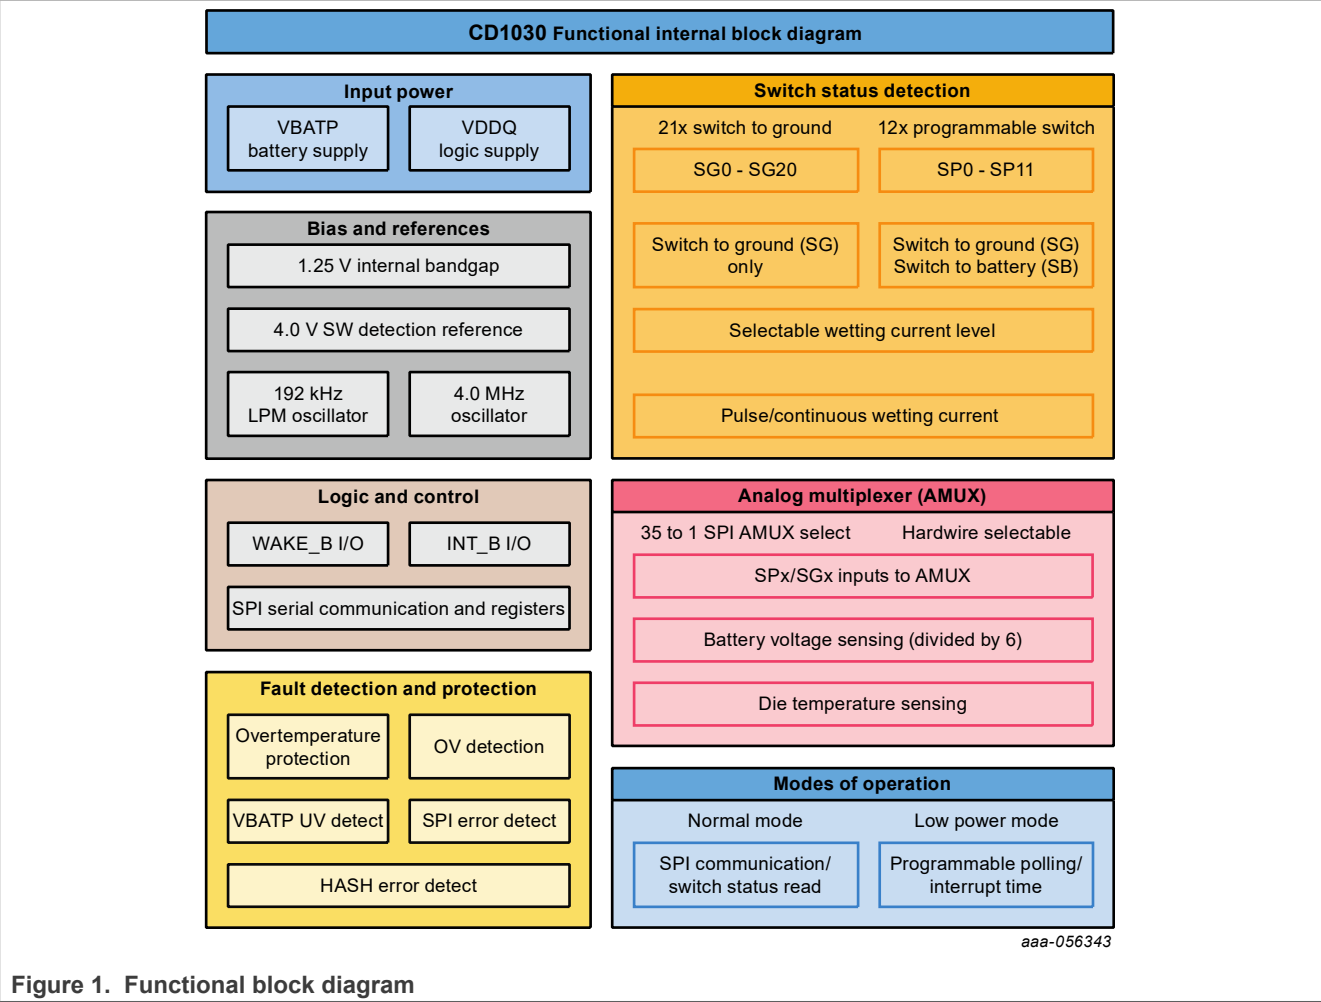 CD1030 Functional internal block diagram
Input power
VBATP
battery supply
VDDQ
logic supply
Bias and references
1.25 V internal bandgap
4.0 V SW detection reference
192 kHz
LPM oscillator
4.0 MHz
oscillator
Logic and control
WAKE_B I/O
INT_B I/O
SPI serial communication and registers
Fault detection and protection
Overtemperature
protection
OV detection
VBATP UV detect
SPI error detect
HASH error detect
Switch status detection
21x switch to ground
12x programmable switch
SG0 - SG20
SP0 - SP11
Switch to ground (SG)
only
Switch to ground (SG)
Switch to battery (SB)
Selectable wetting current level
Pulse/continuous wetting current
Analog multiplexer (AMUX)
35 to 1 SPI AMUX select
Hardwire selectable
SPx/SGx inputs to AMUX
Battery voltage sensing (divided by 6)
Die temperature sensing
Modes of operation
Normal mode
Low power mode
SPI communication/
switch status read
Programmable polling/
interrupt time
aaa-056343
Figure 1. Functional block diagram